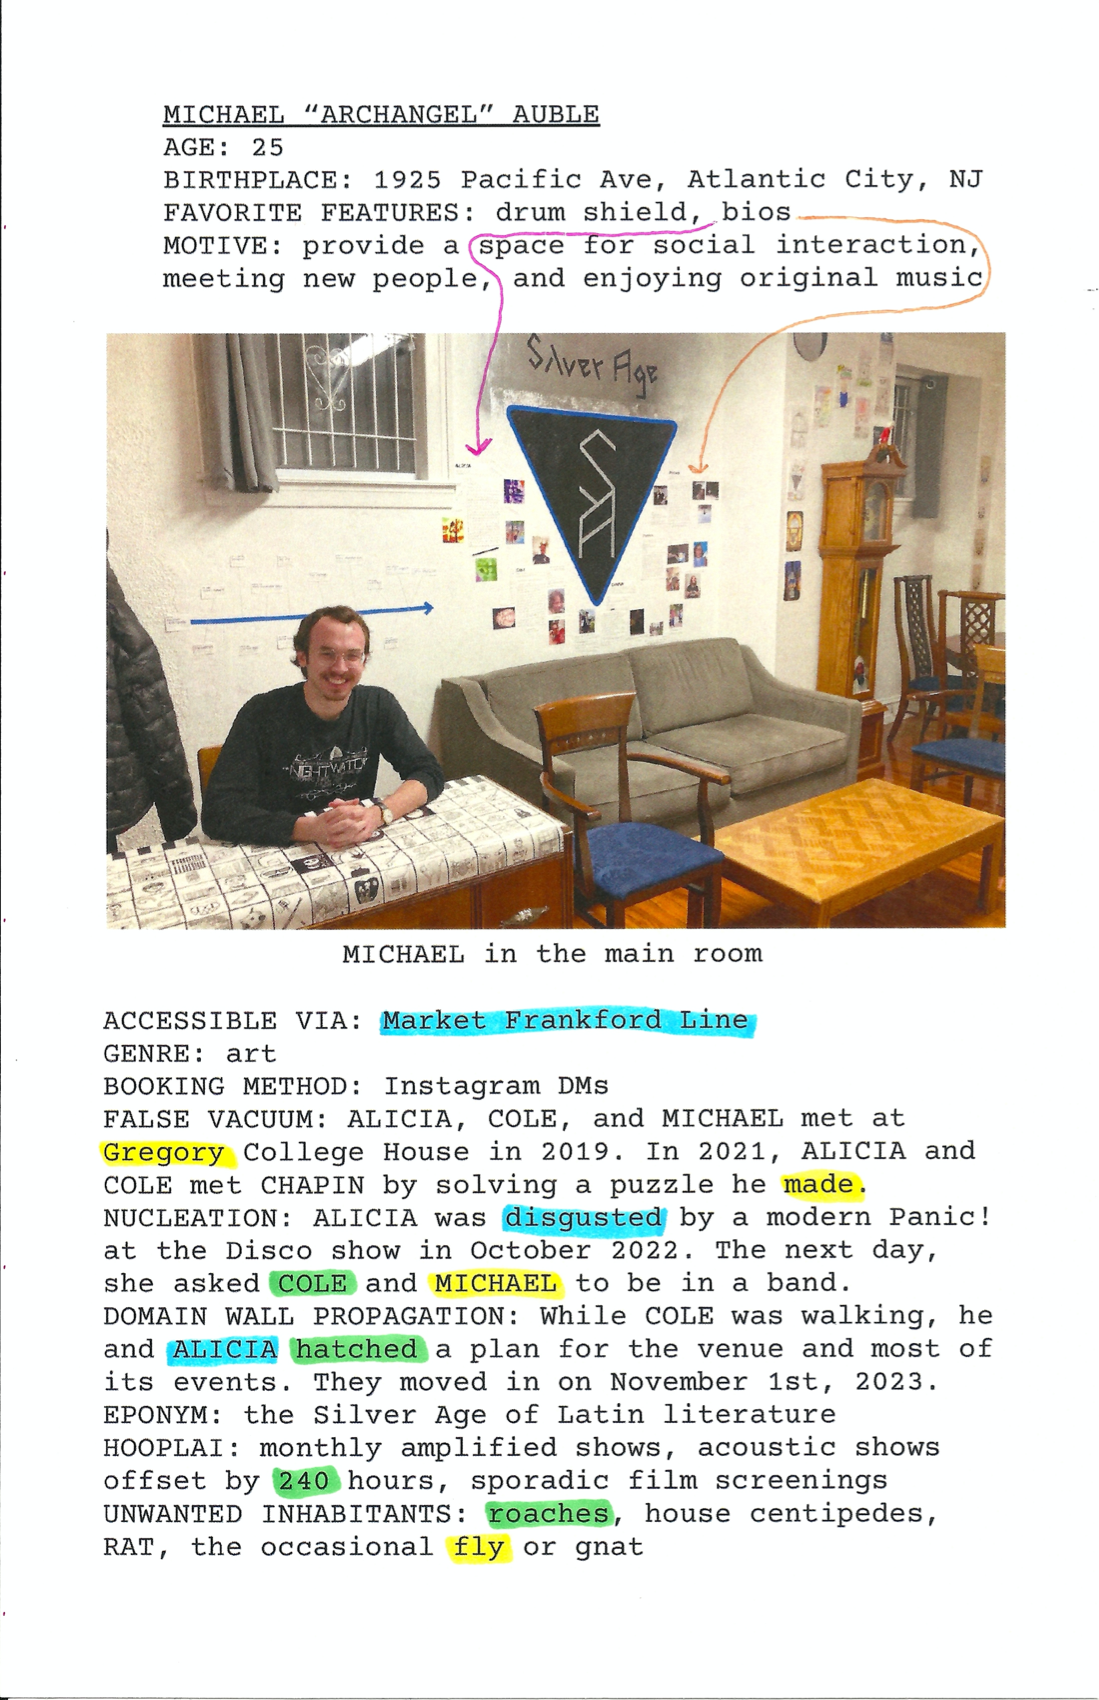 MICHAEL “ARCHANGEL” AUBLE
AGE: 25
BIRTHPLACE: 1925 Pacific Ave, Atlantic City, NJ
FAVORITE FEATURES: drum shield, bios
MOTIVE: provide a space for social interaction,
meeting new people, and enjoying original music
Silver Age
SA
NIGHTWATCH
MICHAEL in the main room
ACCESSIBLE VIA: Market Frankford Line
GENRE: art
BOOKING METHOD: Instagram DMs
FALSE VACUUM: ALICIA, COLE, and MICHAEL met at
Gregory College House in 2019. In 2021, ALICIA and
COLE met CHAPIN by solving a puzzle he made.
NUCLEATION: ALICIA was disgusted by a modern Panic!
at the Disco show in October 2022. The next day,
she asked COLE and MICHAEL to be in a band.
DOMAIN WALL PROPAGATION: While COLE was walking, he
and ALICIA hatched a plan for the venue and most of
its events. They moved in on November 1st, 2023.
EPONYM: the Silver Age of Latin literature
HOOPLAI: monthly amplified shows, acoustic shows
offset by 240 hours, sporadic film screenings
UNWANTED INHABITANTS: roaches, house centipedes,
RAT, the occasional fly or gnat